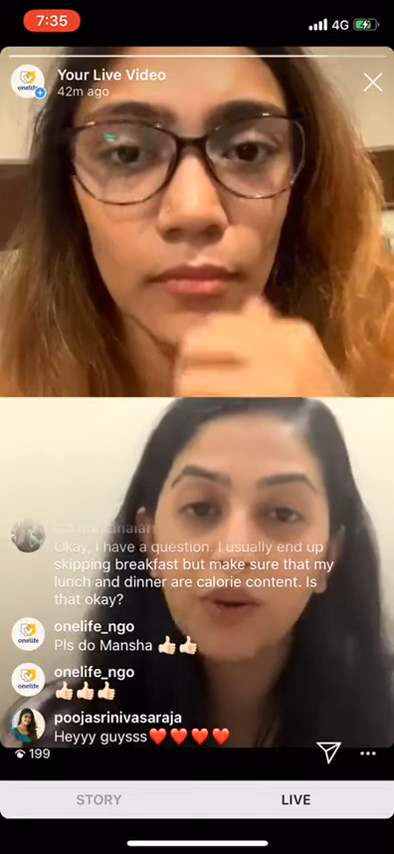 7:35
4G
onelife
Your Live Video
42m ago
Okay, I have a question. I usually end up
skipping breakfast but make sure that my
lunch and dinner are calorie content. Is
that okay?
onelife
onelife_ngo
Pls do Mansha 👍🏻👍🏻
onelife
onelife_ngo
👍🏻👍🏻👍🏻
poojasrinivasaraja
Heyyy guysss❤️❤️❤️❤️
199
STORY LIVE